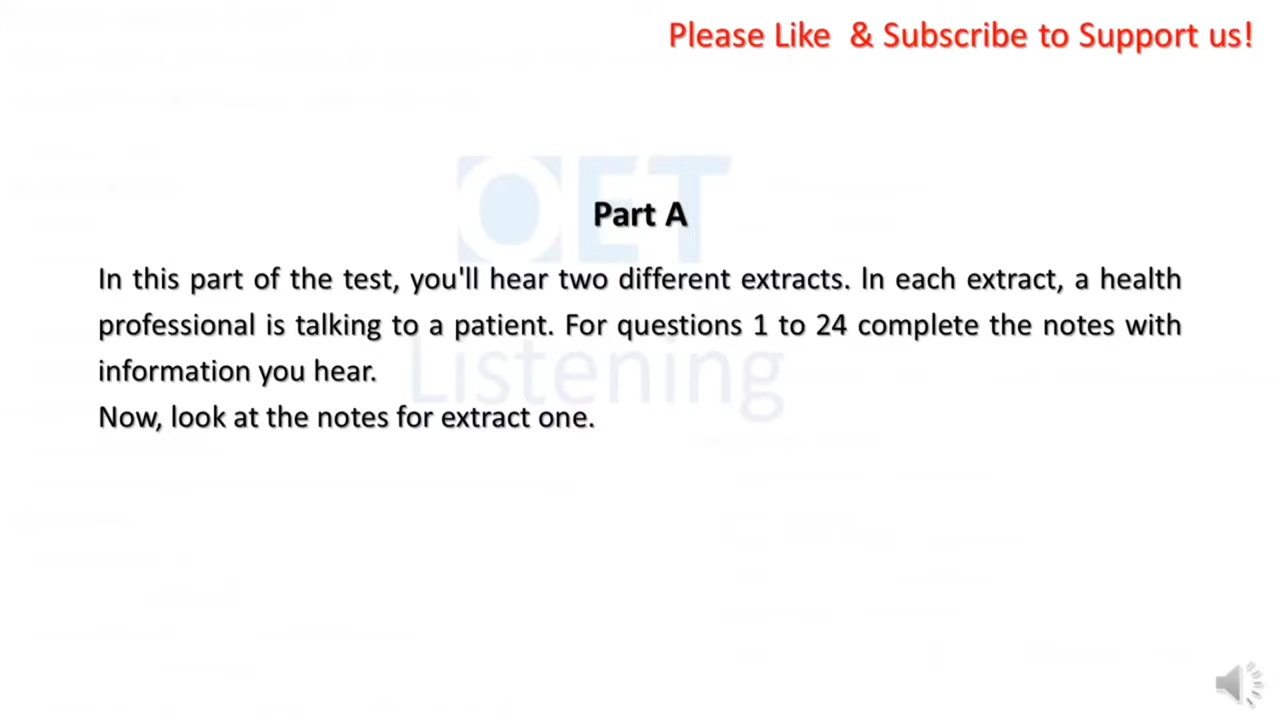 Please Like & Subscribe to Support us!
OET
Part A
In this part of the test, you'll hear two different extracts. In each extract, a health
professional is talking to a patient. For questions 1 to 24 complete the notes with
information you hear.
Listening
Now, look at the notes for extract one.